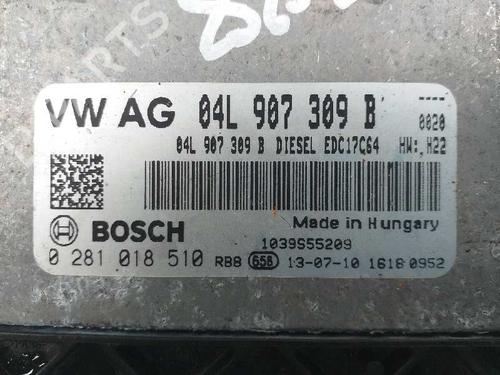 VW AG 04L 907 309 B ----
0020
04L 907 309 B DIESEL EDC17C64 HW:,H22
BOSCH
Made in Hungary
1039S55209
0 281 018 510 RB8 658 13-07-10 1618 0952